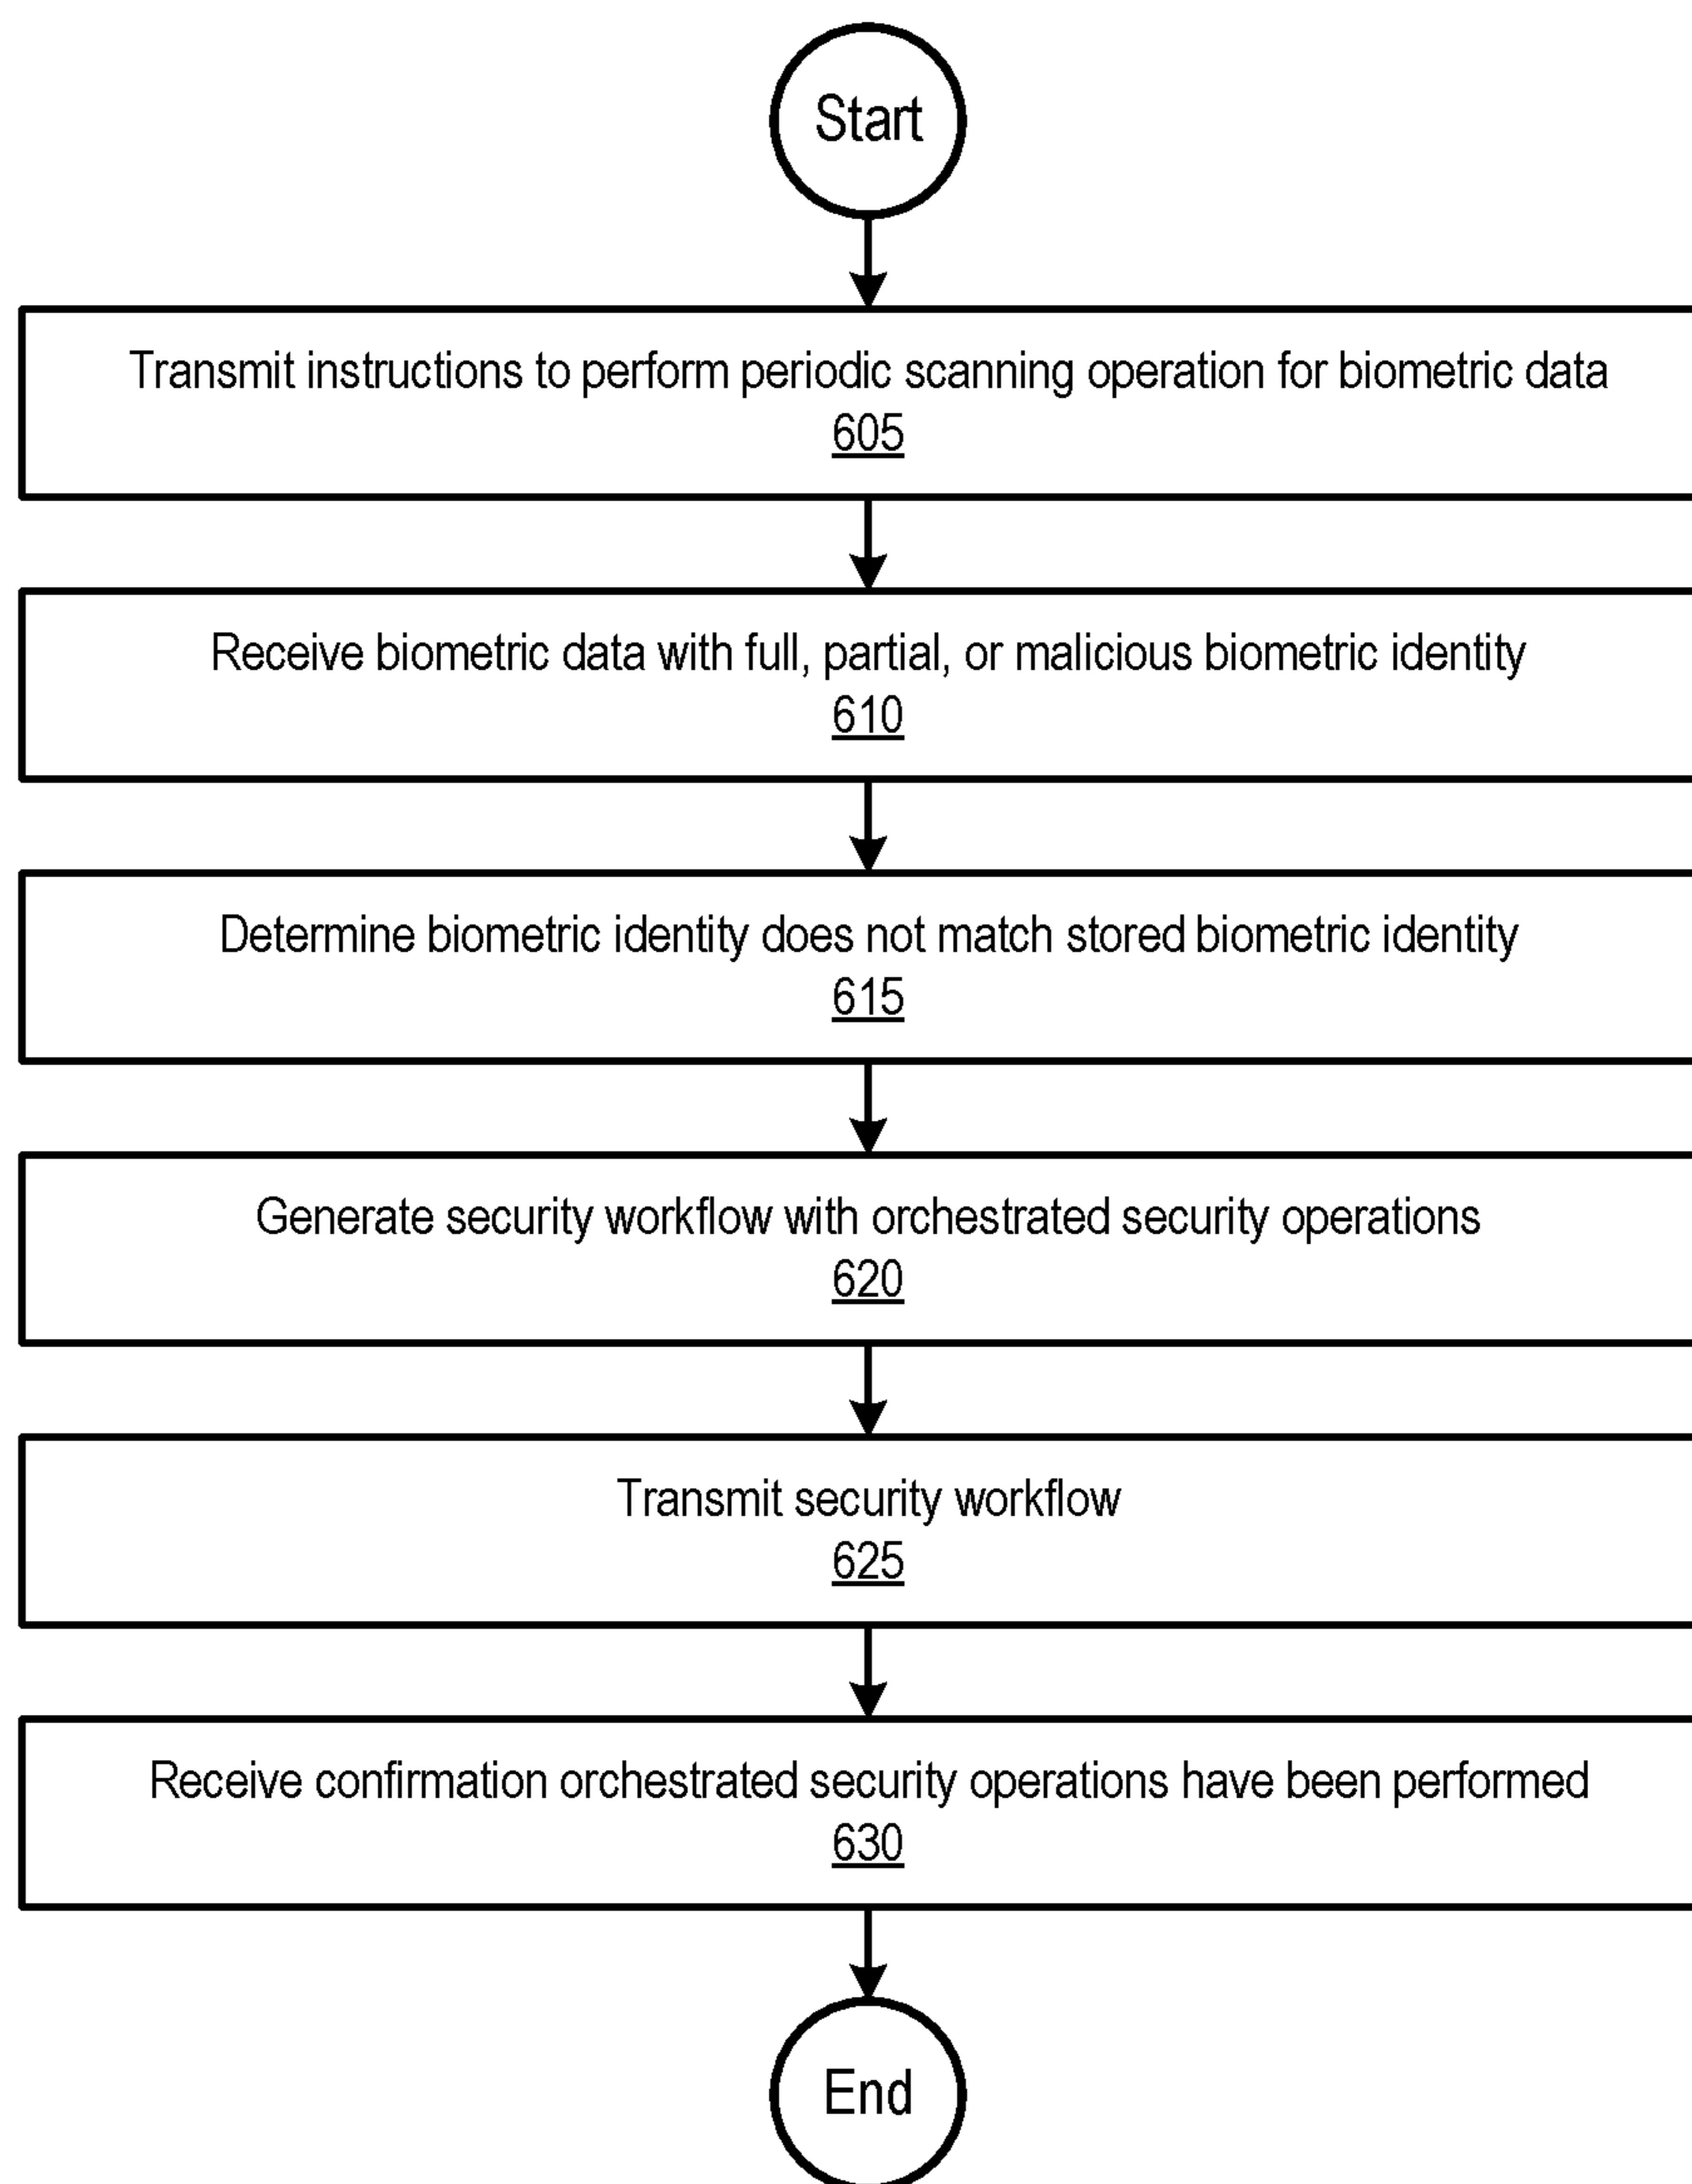 Start
Transmit instructions to perform periodic scanning operation for biometric data
605
Receive biometric data with full, partial, or malicious biometric identity
610
Determine biometric identity does not match stored biometric identity
615
Generate security workflow with orchestrated security operations
620
Transmit security workflow
625
Receive confirmation orchestrated security operations have been performed
630
End